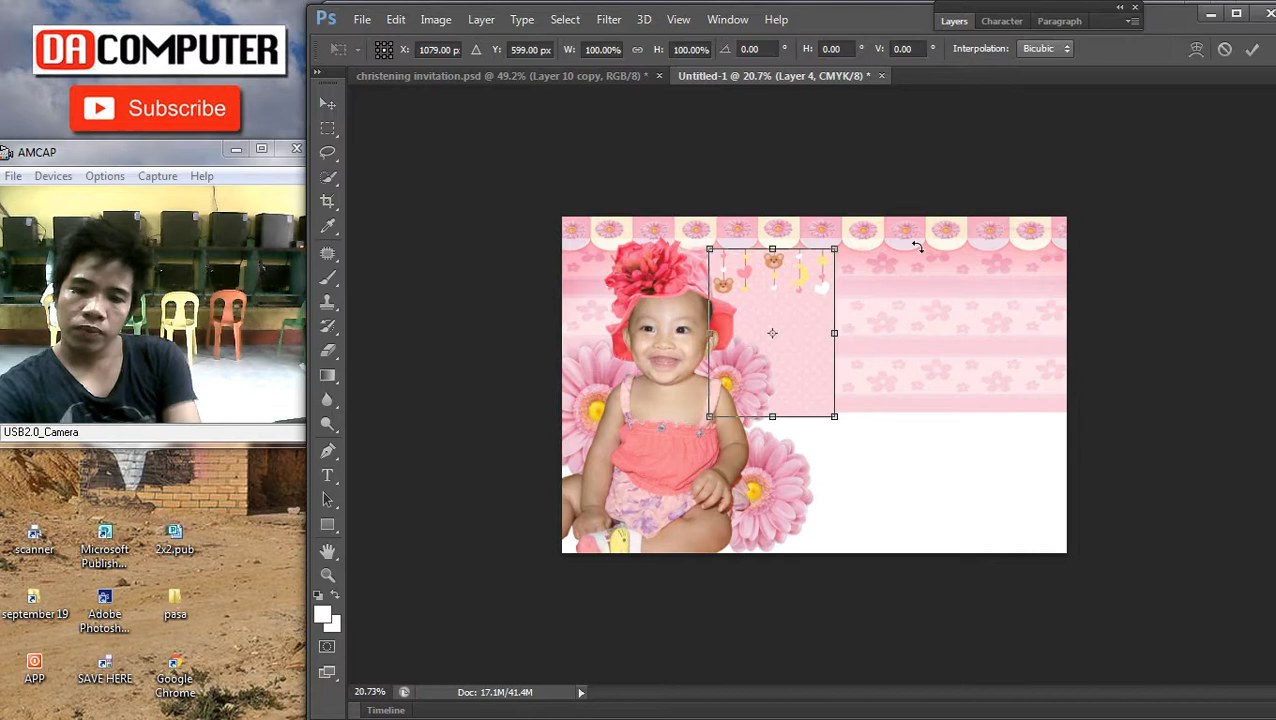 DACOMPUTER
Subscribe
AMCAP
File Devices Options Capture Help
USB2.0_Camera
scanner
Microsoft Publish...
2x2.pub
september 19
Adobe Photosh...
pasa
APP
SAVE HERE
Google Chrome
Ps File Edit Image Layer Type Select Filter 3D View Window Help
Layers Character Paragraph
X: 1079.00 p: Y: 599.00 px W: 100.00% H: 100.00% 0.00 ° H: 0.00 ° V: 0.00 ° Interpolation: Bicubic
christening invitation.psd @ 49.2% (Layer 10 copy, RGB/8) * × Untitled-1 @ 20.7% (Layer 4, CMYK/8) * ×
20.73% Doc: 17.1M/41.4M
Timeline